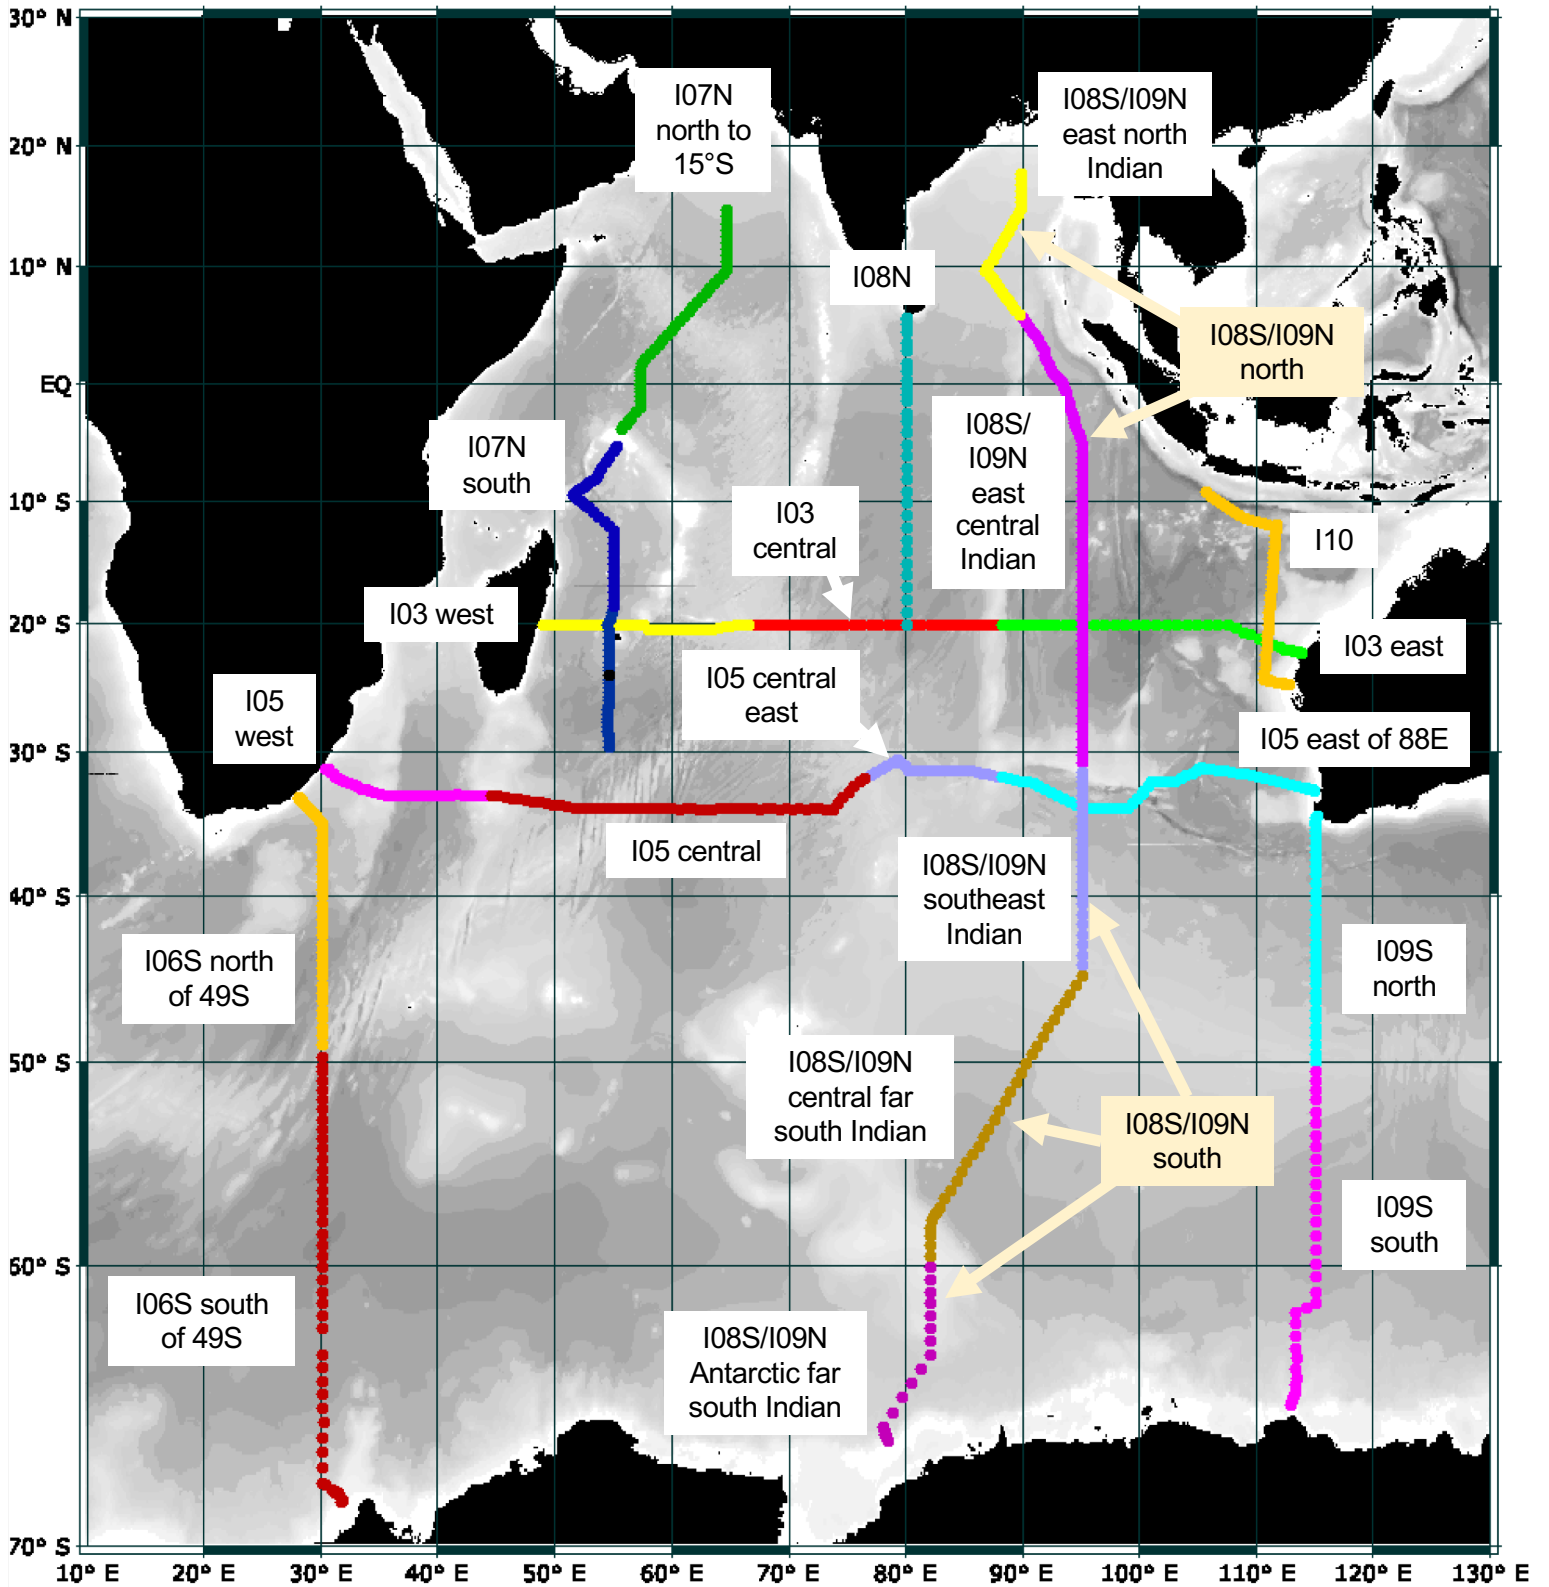 30° N
20° N
10° N
EQ
10° S
20° S
30° S
40° S
50° S
60° S
70° S
I07N
north to
15°S
I08S/I09N
east north
Indian
I08N
I08S/I09N
north
I07N
south
I08S/
I09N
east
central
Indian
I03
central
I10
I03 west
I03 east
I05 central
east
I05
west
I05 east of 88E
I05 central
I08S/I09N
southeast
Indian
I06S north
of 49S
I09S
north
I08S/I09N
central far
south Indian
I08S/I09N
south
I09S
south
I06S south
of 49S
I08S/I09N
Antarctic far
south Indian
10° E 20° E 30° E 40° E 50° E 60° E 70° E 80° E 90° E 100° E 110° E 120° E 130° E